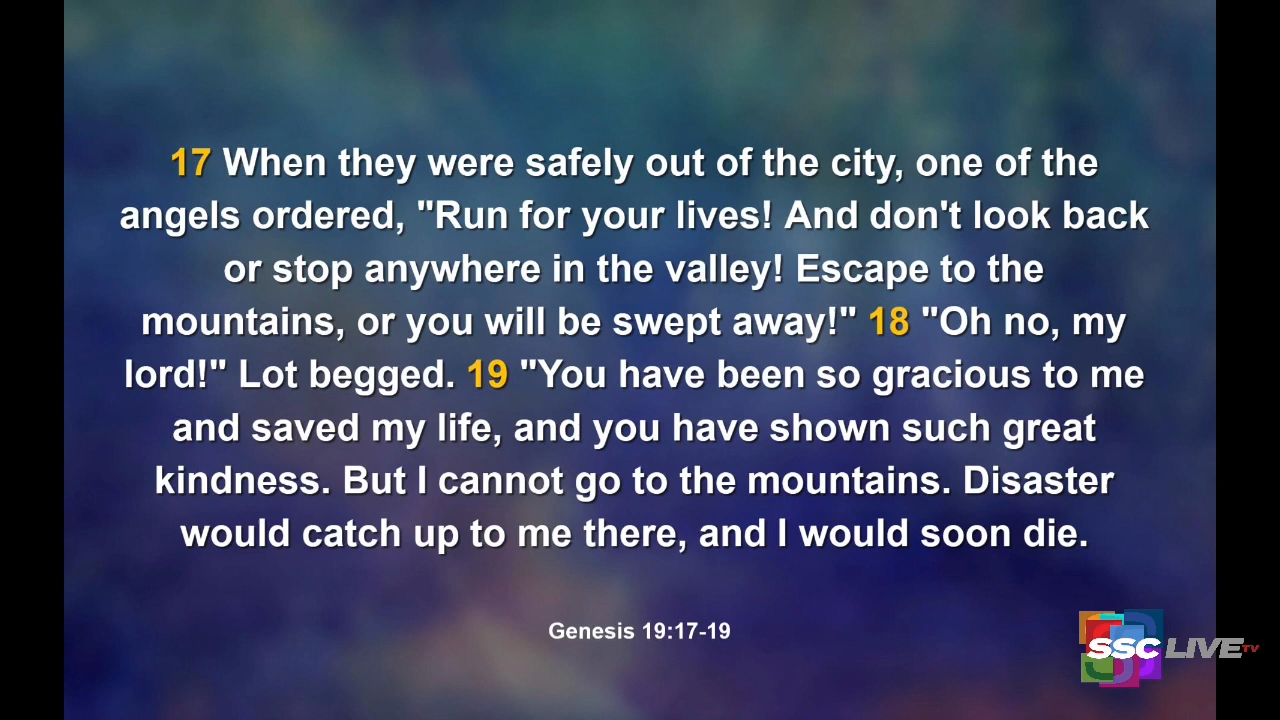 17 When they were safely out of the city, one of the
angels ordered, "Run for your lives! And don't look back
or stop anywhere in the valley! Escape to the
mountains, or you will be swept away!" 18 "Oh no, my
lord!" Lot begged. 19 "You have been so gracious to me
and saved my life, and you have shown such great
kindness. But I cannot go to the mountains. Disaster
would catch up to me there, and I would soon die.
Genesis 19:17-19
SSC LIVE TV